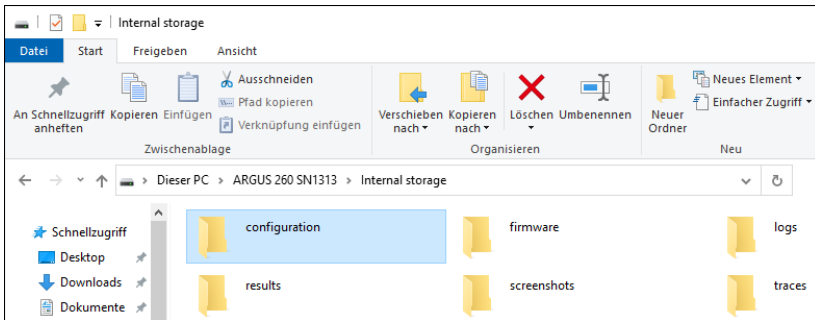 Internal storage
Datei Start Freigeben Ansicht
An Schnellzugriff anheften
Kopieren
Einfügen
Ausschneiden
Pfad kopieren
Verknüpfung einfügen
Zwischenablage
Verschieben nach
Kopieren nach
Löschen
Umbenennen
Organisieren
Neuer Ordner
Neues Element
Einfacher Zugriff
Neu
Dieser PC > ARGUS 260 SN1313 > Internal storage
Schnellzugriff
Desktop
Downloads
Dokumente
configuration firmware logs
results screenshots traces